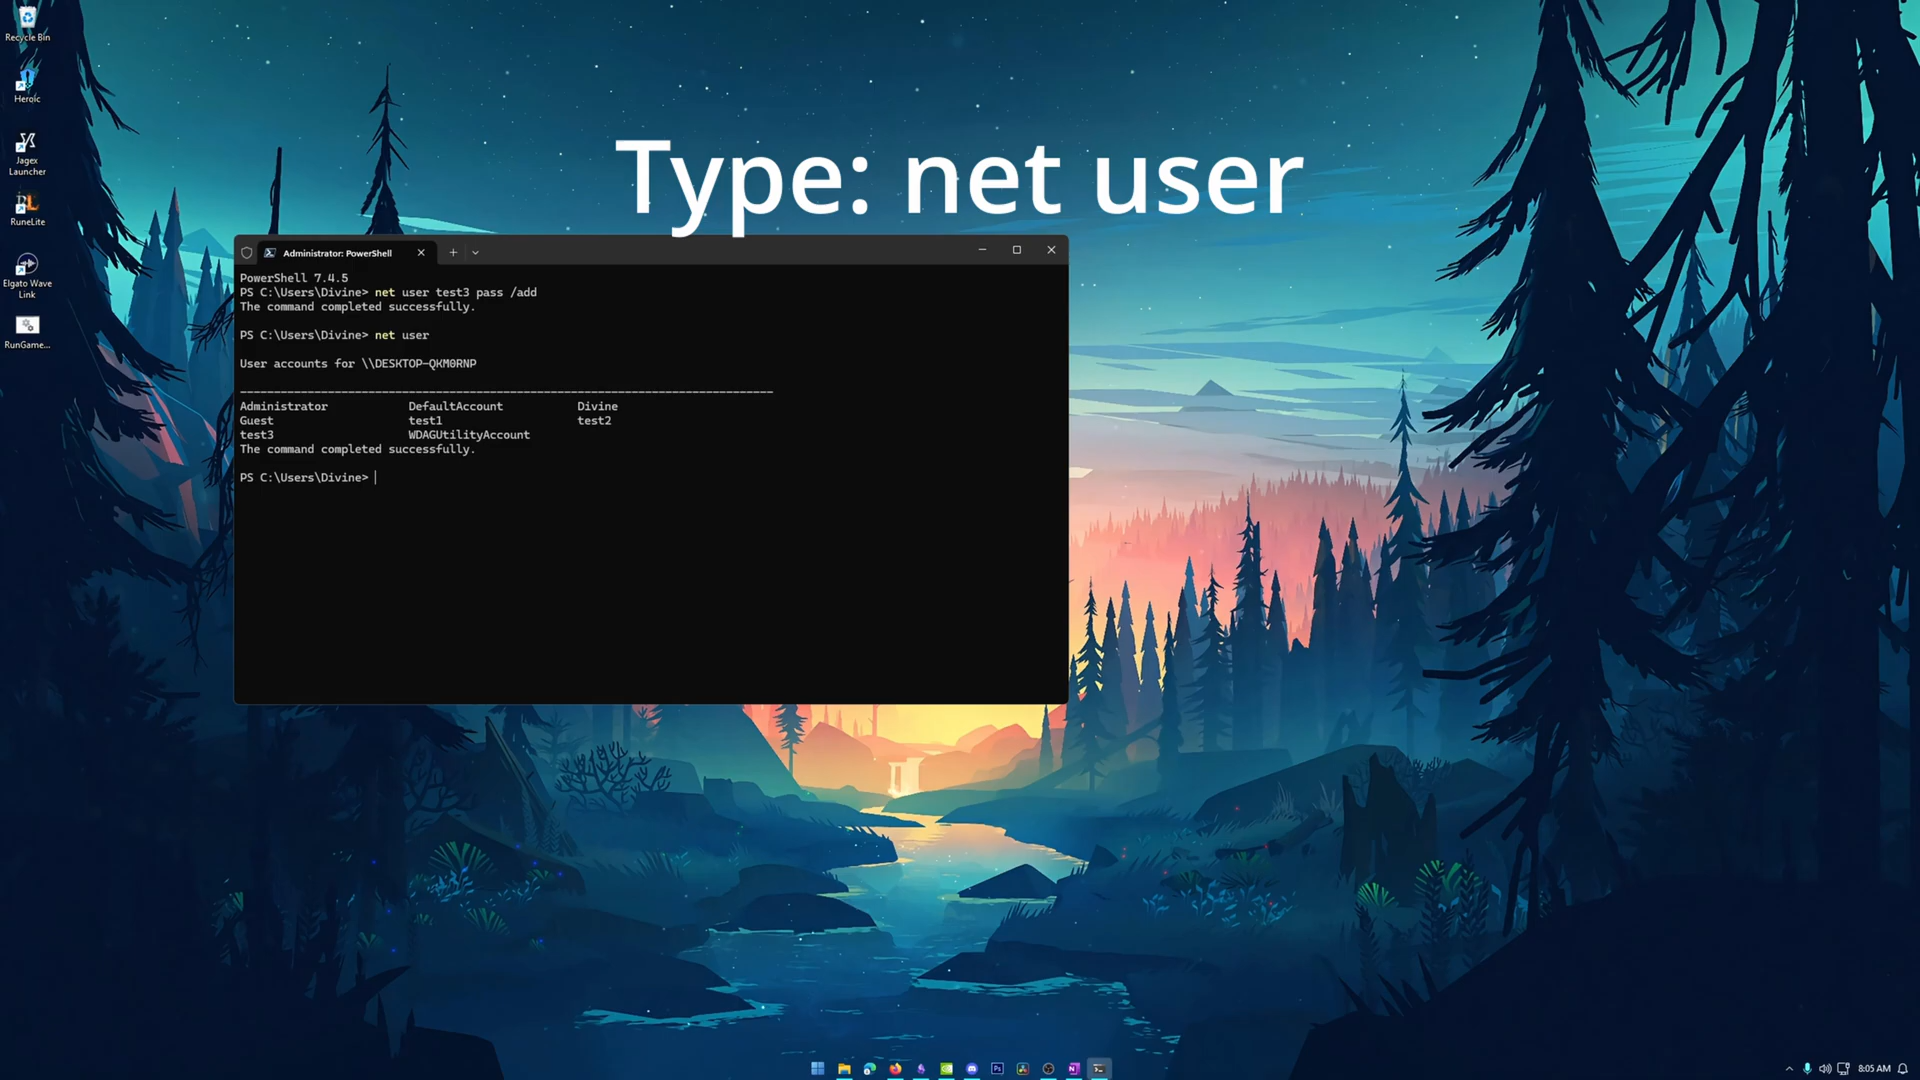 Recycle Bin
Heroic
Jagex
Launcher
RuneLite
Elgato Wave
Link
RunGame...
Type: net user
Administrator: PowerShell
PowerShell 7.4.5
PS C:\Users\Divine> net user test3 pass /add
The command completed successfully.
PS C:\Users\Divine> net user
User accounts for \\DESKTOP-QKM0RNP
-------------------------------------------------------------------------------
Administrator DefaultAccount Divine
Guest test1 test2
test3 WDAGUtilityAccount
The command completed successfully.
PS C:\Users\Divine>
8:05 AM